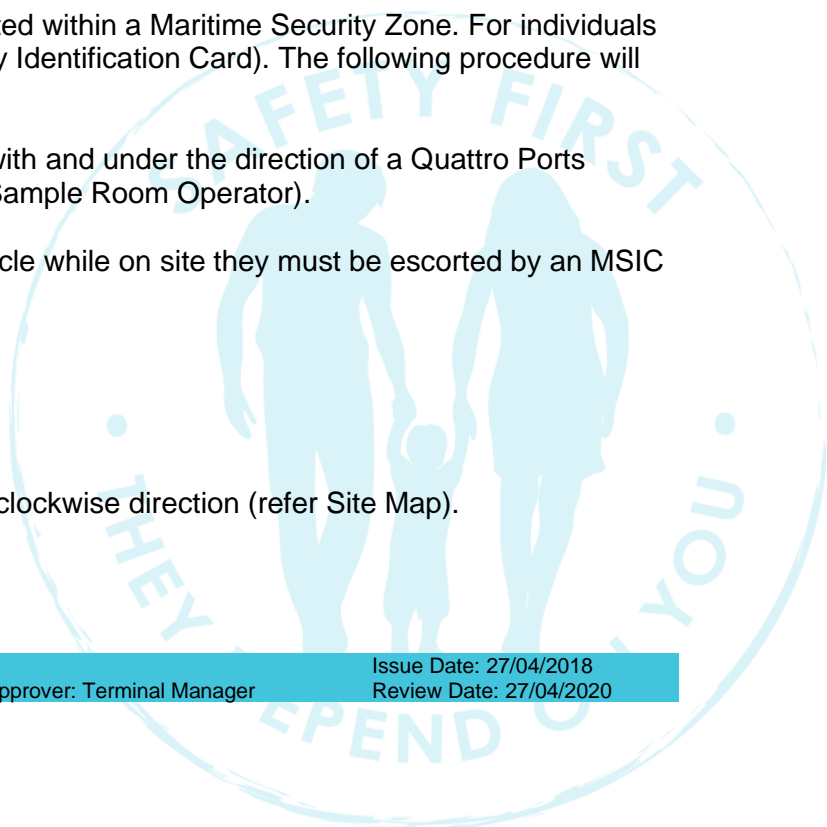 ted within a Maritime Security Zone. For individuals
y Identification Card). The following procedure will
with and under the direction of a Quattro Ports
Sample Room Operator).
cle while on site they must be escorted by an MSIC
clockwise direction (refer Site Map).
Issue Date: 27/04/2018
pprover: Terminal Manager Review Date: 27/04/2020
SAFETY FIRST
THEY DEPEND ON YOU